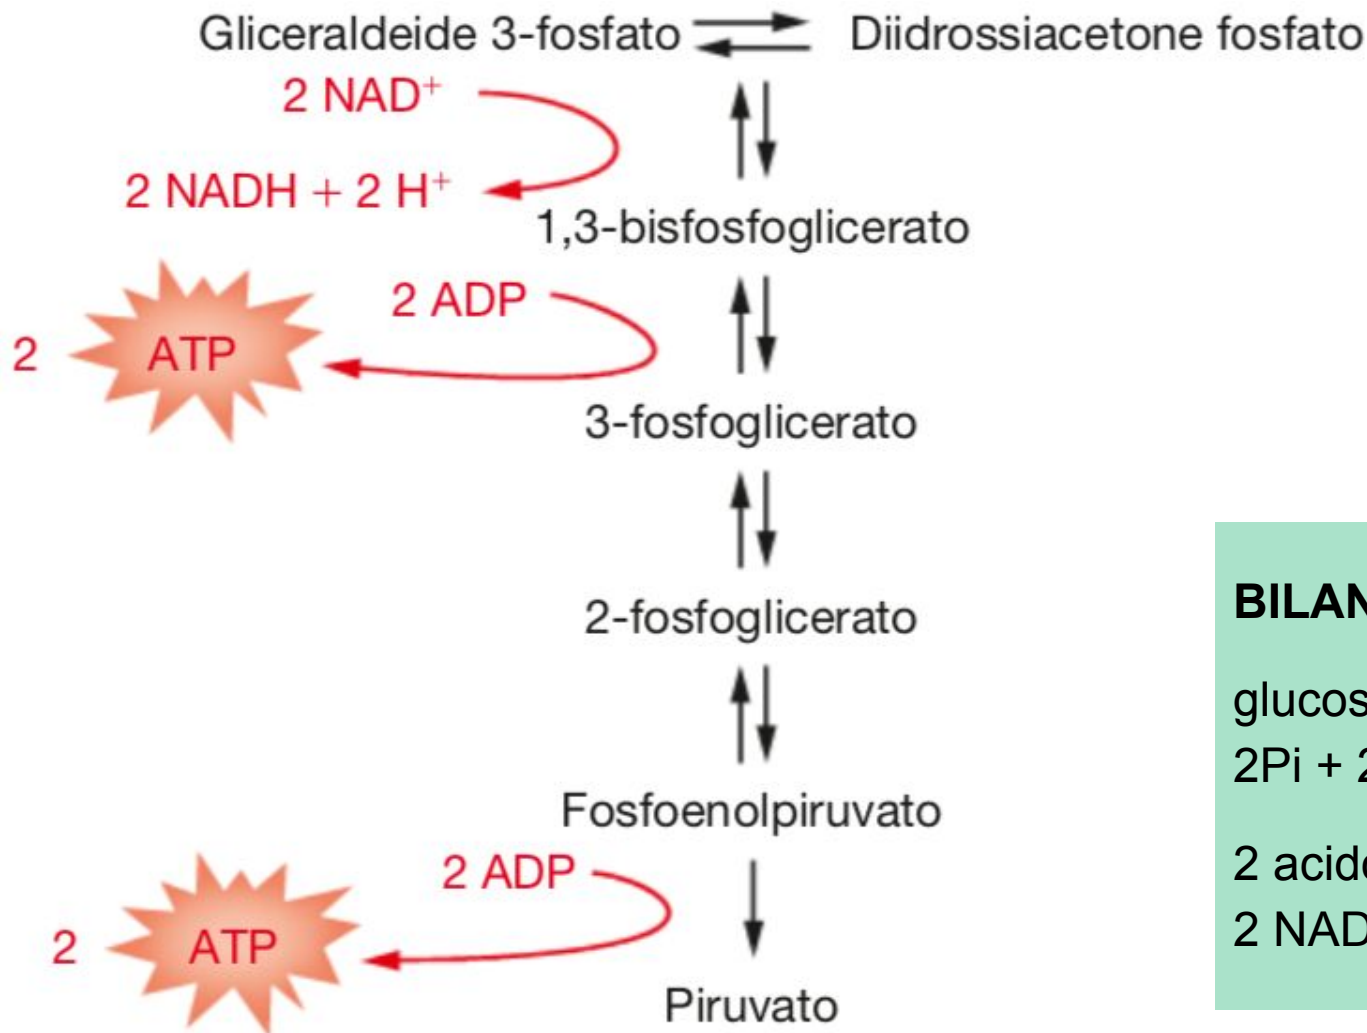 Gliceraldeide 3-fosfato Diidrossiacetone fosfato
2 NAD⁺
2 NADH + 2 H⁺
1,3-bisfosfoglicerato
2 ADP
2 ATP
3-fosfoglicerato
2-fosfoglicerato
Fosfoenolpiruvato
2 ADP
2 ATP
Piruvato
BILAN
glucos
2Pi + 2
2 acid
2 NAD